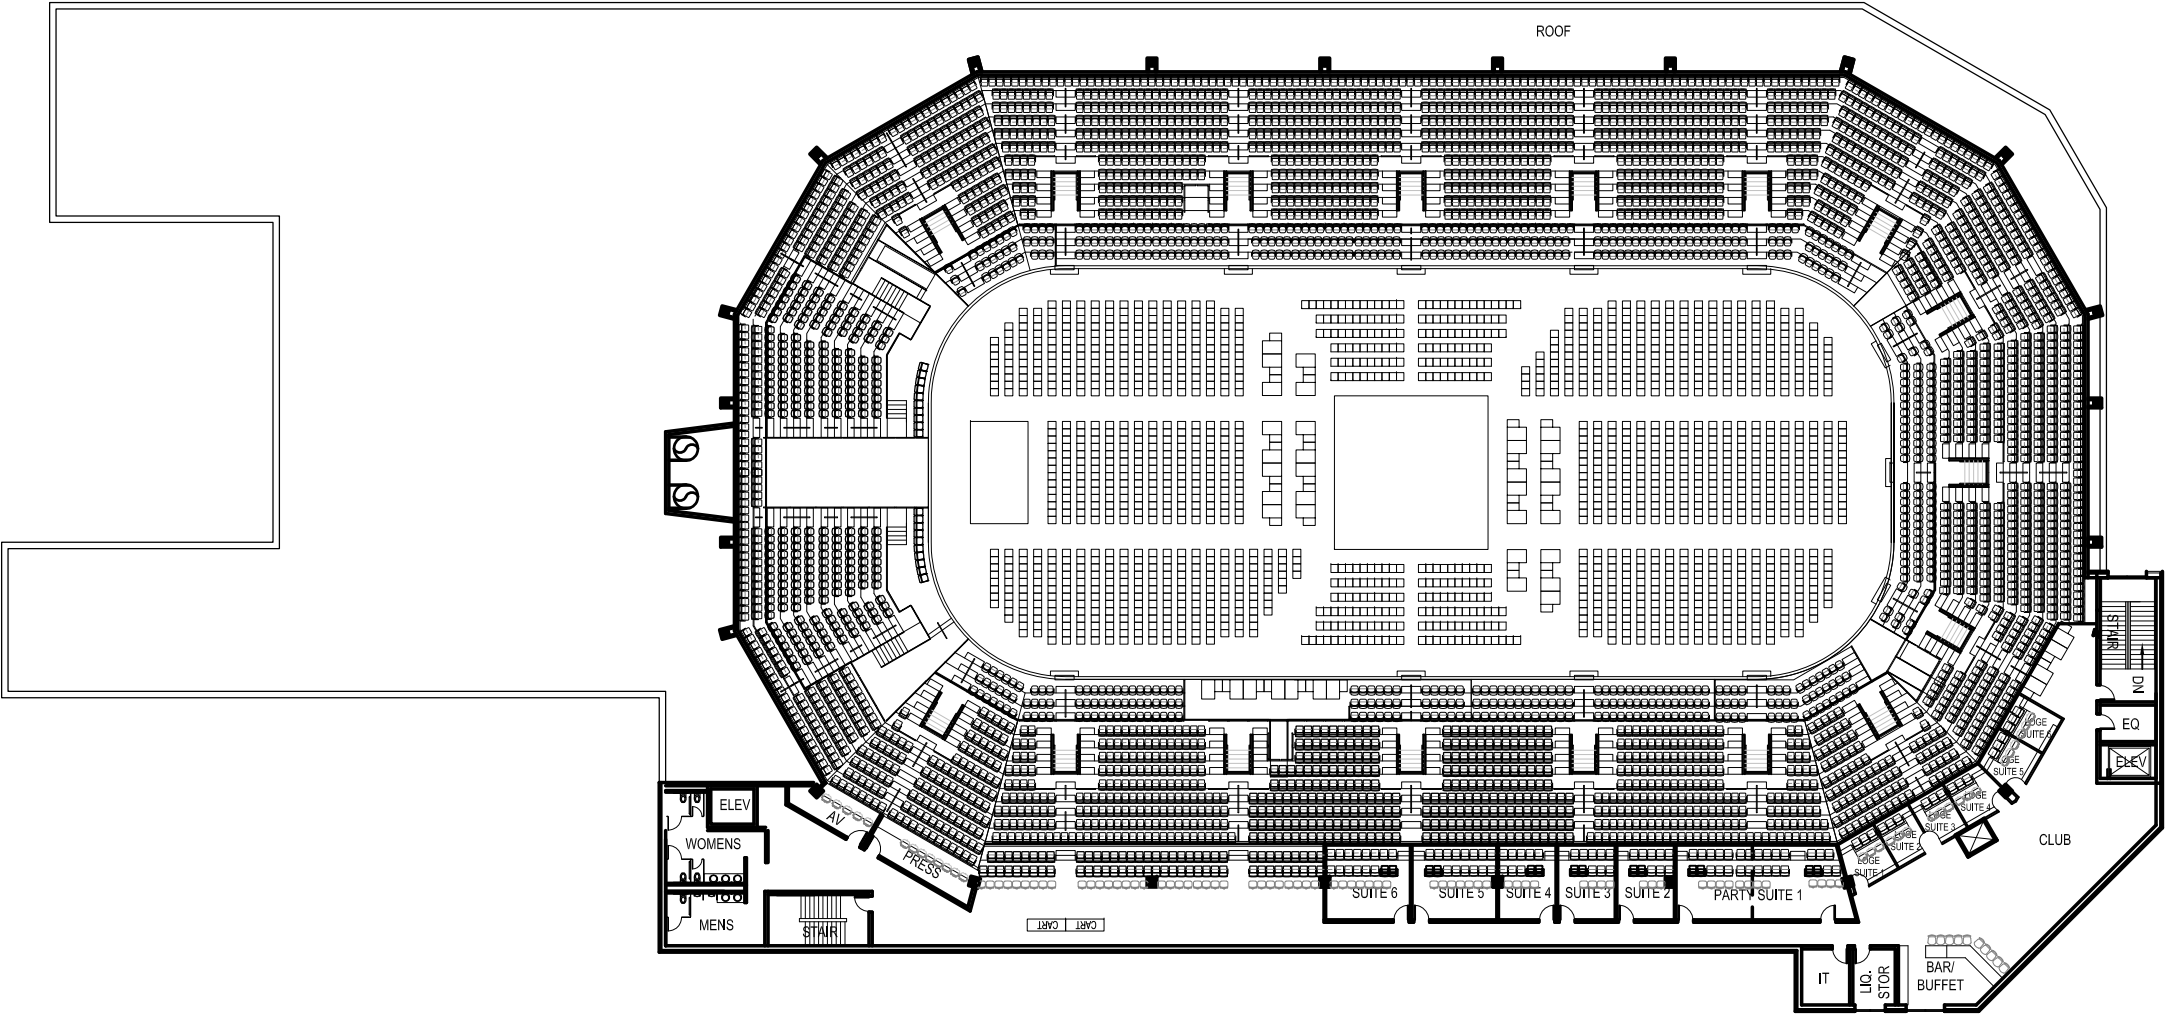 ROOF
STAIR
DN
EQ
ELEV
LOGE
SUITE 6
LOGE
SUITE 5
LOGE
SUITE 4
LOGE
SUITE 3
LOGE
SUITE 2
LOGE
SUITE 1
CLUB
ELEV
AV
WOMENS
PRESS
MENS
STAIR
CART
CART
SUITE 6
SUITE 5
SUITE 4
SUITE 3
SUITE 2
PARTY SUITE 1
IT
LIQ.
STOR
BAR/
BUFFET